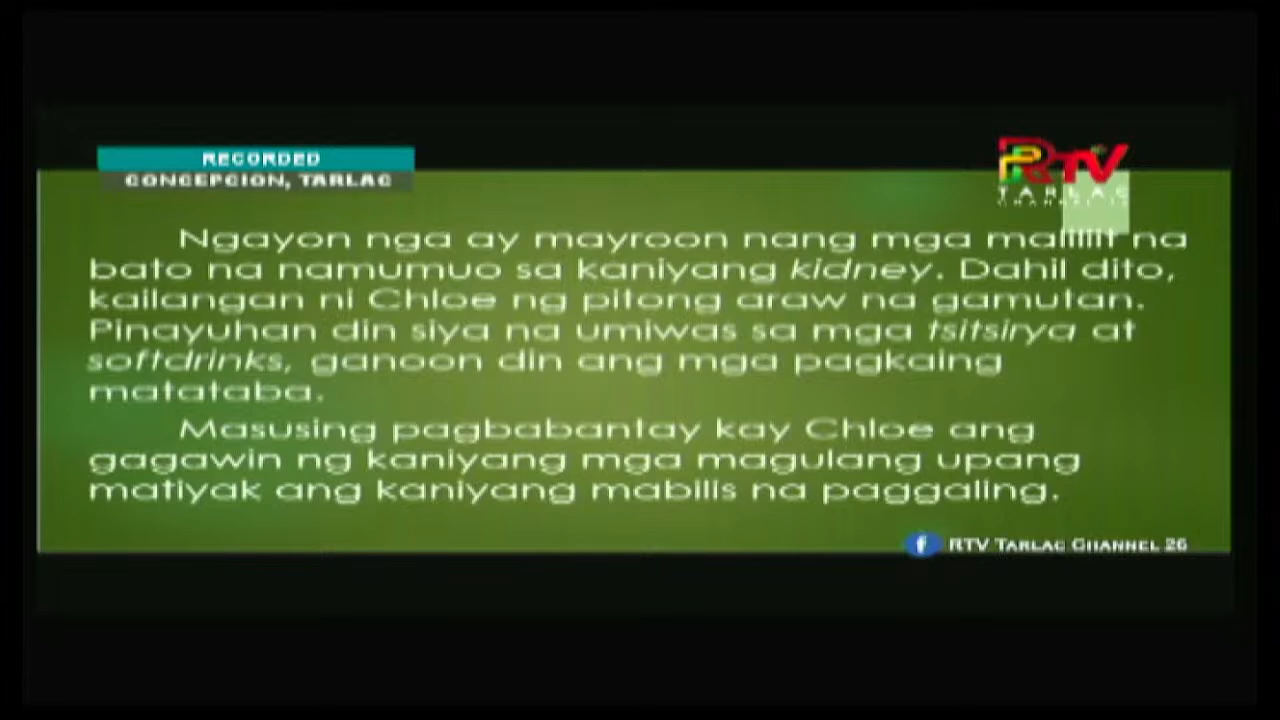 RECORDED
CONCEPCION, TARLAC
RTV
TARLAC
Ngayon nga ay mayroon nang mga maliliit na
bato na namumuo sa kaniyang kidney. Dahil dito,
kailangan ni Chloe ng pitong araw na gamutan.
Pinayuhan din siya na umiwas sa mga tsitsirya at
softdrinks, ganoon din ang mga pagkaing
matataba.
Masusing pagbabantay kay Chloe ang
gagawin ng kaniyang mga magulang upang
matiyak ang kaniyang mabilis na paggaling.
f RTV TARLAC CHANNEL 26